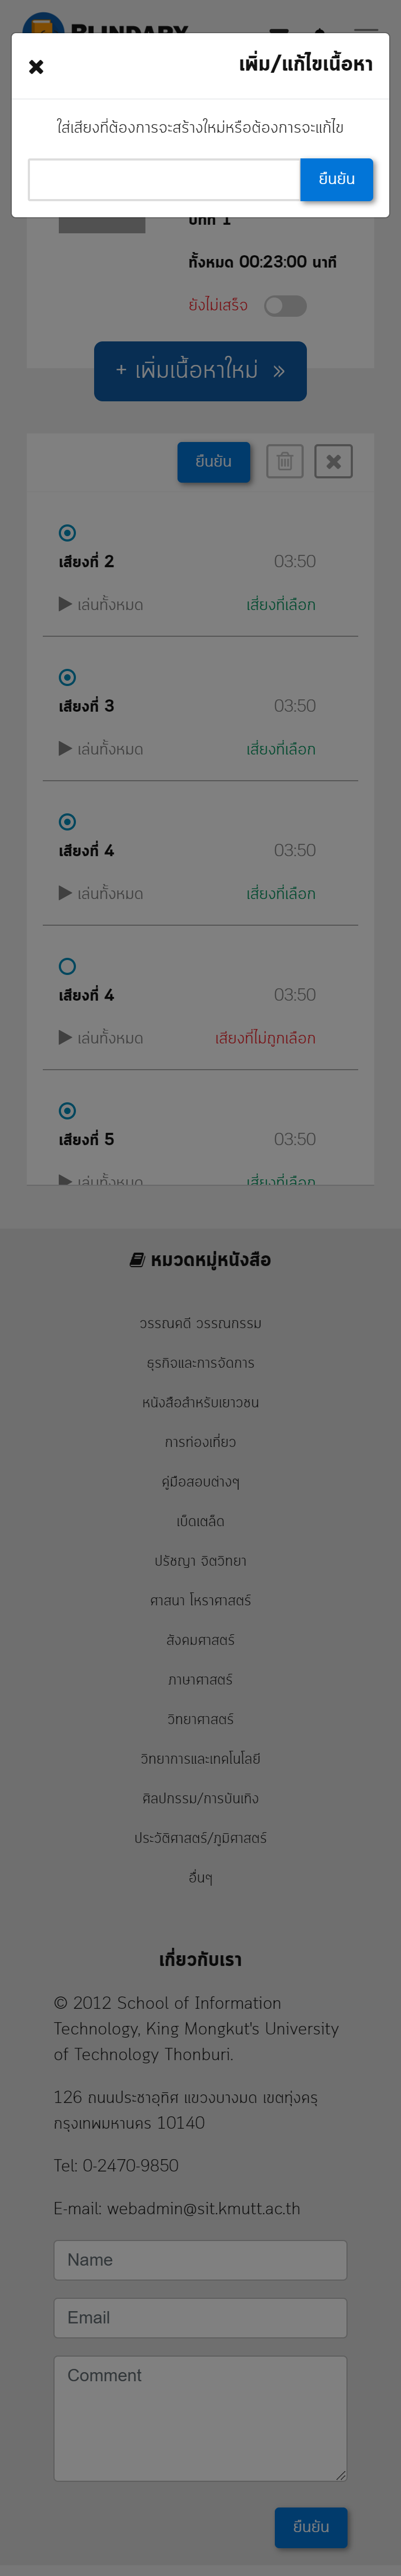 BLINDARY
เพิ่ม/แก้ไขเนื้อหา
ใส่เสียงที่ต้องการจะสร้างใหม่หรือต้องการจะแก้ไข
ยืนยัน
บทที่ 1
ทั้งหมด 00:23:00 นาที
ยังไม่เสร็จ
+ เพิ่มเนื้อหาใหม่ »
ยืนยัน
เสียงที่ 2 03:50
เล่นทั้งหมด เสี่ยงที่เลือก
เสียงที่ 3 03:50
เล่นทั้งหมด เสี่ยงที่เลือก
เสียงที่ 4 03:50
เล่นทั้งหมด เสี่ยงที่เลือก
เสียงที่ 4 03:50
เล่นทั้งหมด เสียงที่ไม่ถูกเลือก
เสียงที่ 5 03:50
เล่นทั้งหมด เสี่ยงที่เลือก
หมวดหมู่หนังสือ
วรรณคดี วรรณกรรม
ธุรกิจและการจัดการ
หนังสือสำหรับเยาวชน
การท่องเที่ยว
คู่มือสอบต่างๆ
เบ็ดเตล็ด
ปรัชญา จิตวิทยา
ศาสนา โหราศาสตร์
สังคมศาสตร์
ภาษาศาสตร์
วิทยาศาสตร์
วิทยาการและเทคโนโลยี
ศิลปกรรม/การบันเทิง
ประวัติศาสตร์/ภูมิศาสตร์
อื่นๆ
เกี่ยวกับเรา
© 2012 School of Information
Technology, King Mongkut's University
of Technology Thonburi.
126 ถนนประชาอุทิศ แขวงบางมด เขตทุ่งครุ
กรุงเทพมหานคร 10140
Tel: 0-2470-9850
E-mail: webadmin@sit.kmutt.ac.th
Name
Email
Comment
ยืนยัน